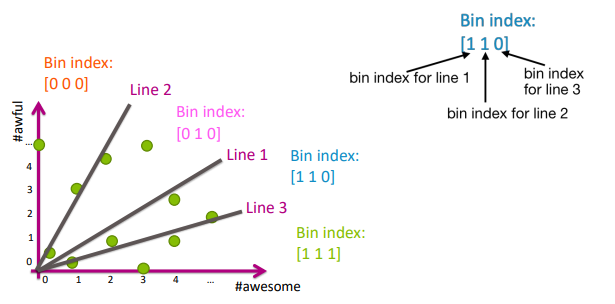 Bin index:
[1 1 0]
bin index for line 1
bin index
for line 3
bin index for line 2
Bin index:
[0 0 0]
Line 2
Bin index:
[0 1 0]
Line 1
Bin index:
[1 1 0]
Line 3
Bin index:
[1 1 1]
#awful
...
4
3
2
1
0
0 1 2 3 4 ...
#awesome